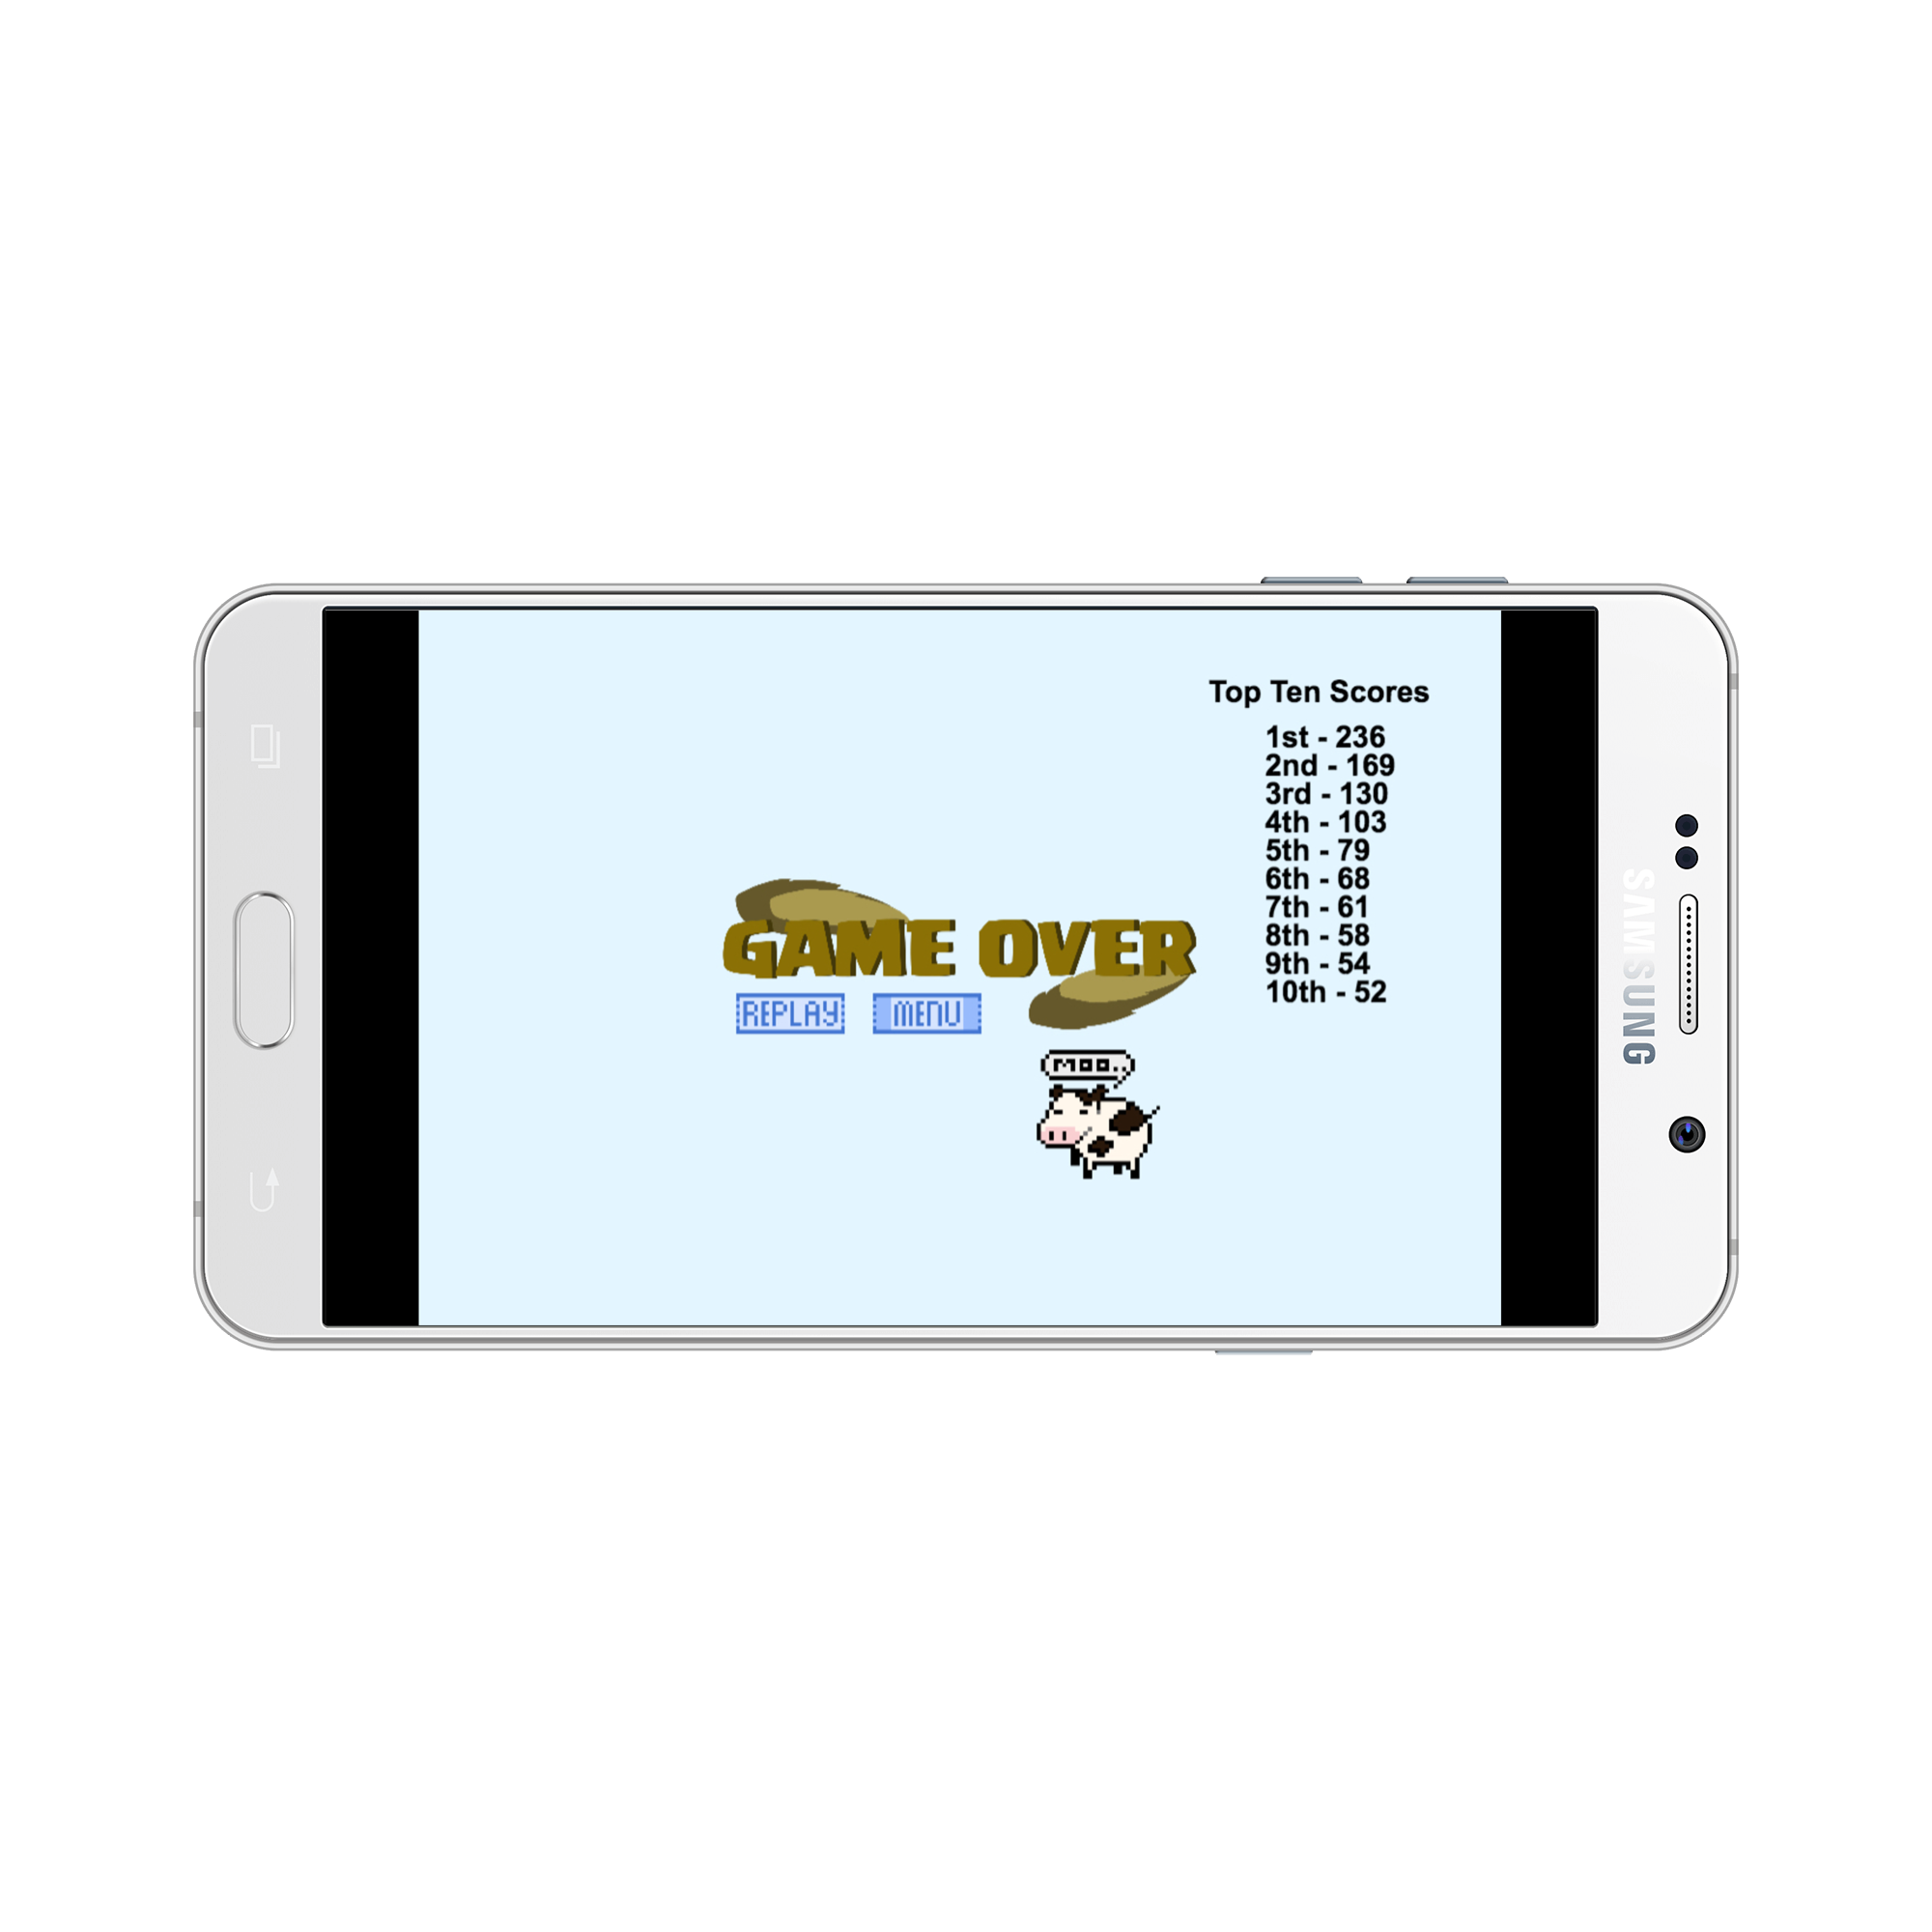 Top Ten Scores
1st - 236
2nd - 169
3rd - 130
4th - 103
5th - 79
6th - 68
7th - 61
8th - 58
9th - 54
10th - 52
GAME OVER
REPLAY MENU
MOO..
SAMSUNG